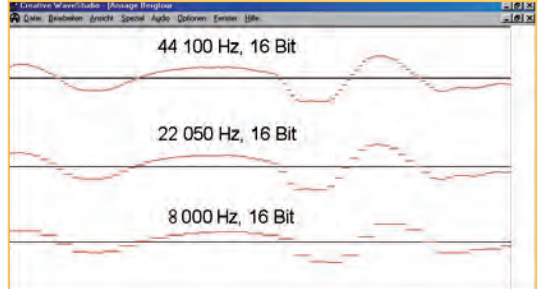 Creative WaveStudio - [Ansage Bergtour]
Datei Bearbeiten Ansicht Spezial Audio Optionen Fenster Hilfe
44 100 Hz, 16 Bit
22 050 Hz, 16 Bit
8 000 Hz, 16 Bit